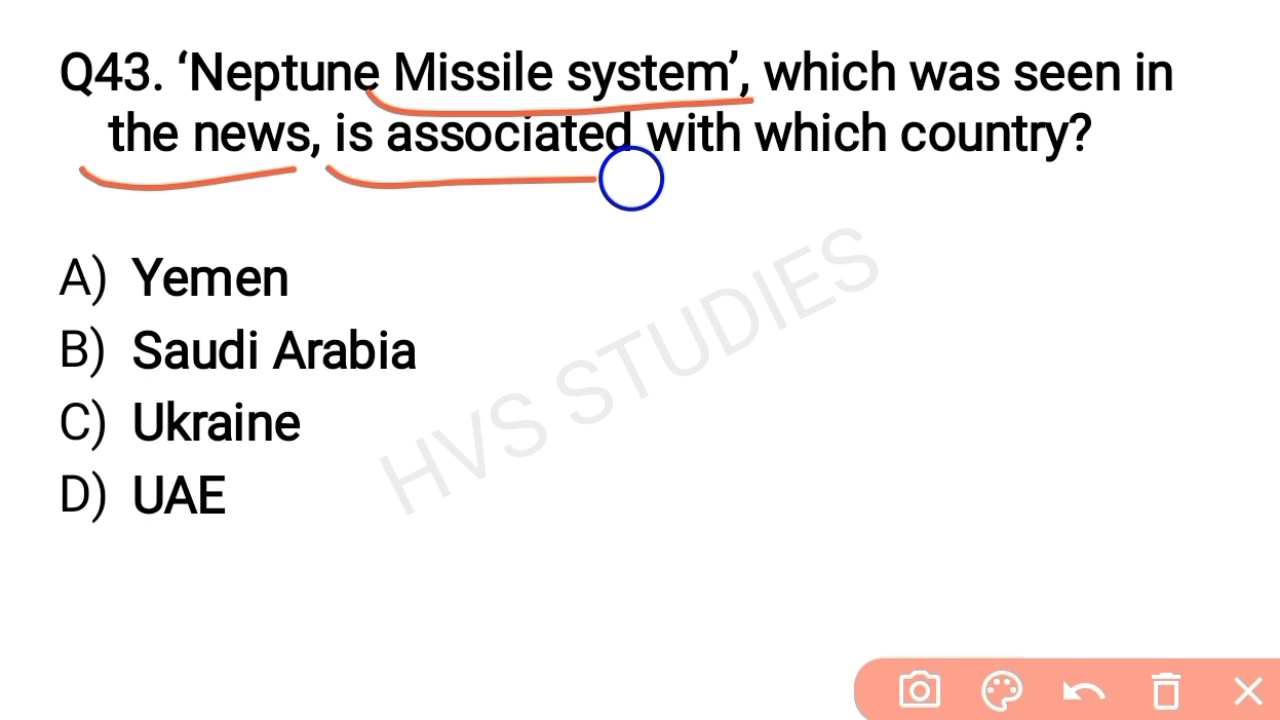 Q43. ‘Neptune Missile system’, which was seen in
the news, is associated with which country?
A) Yemen
B) Saudi Arabia
C) Ukraine
D) UAE
HVS STUDIES